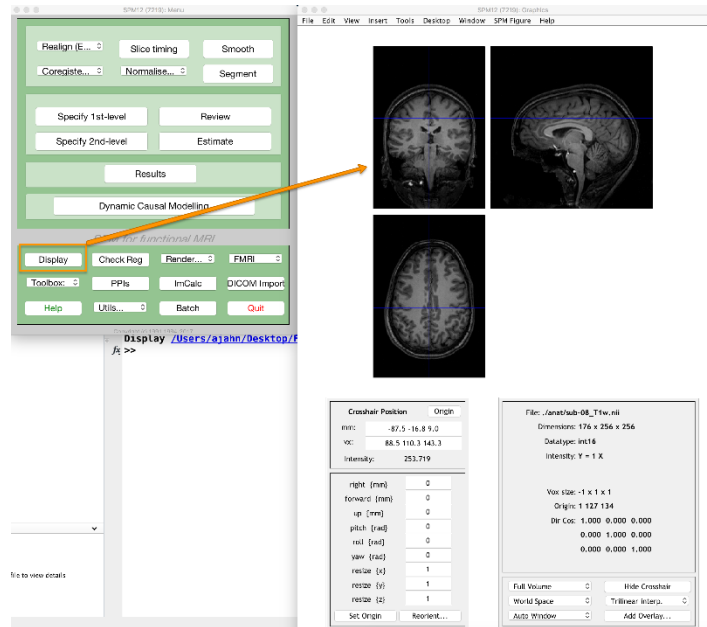 SPM12 (7219): Menu
SPM12 (7219): Graphics
File Edit View Insert Tools Desktop Window SPM Figure Help
Realign (E... Slice timing Smooth
Coregiste... Normalise... Segment
Specify 1st-level Review
Specify 2nd-level Estimate
Results
Dynamic Causal Modelling
for functional MRI
Display Check Reg Render... FMRI
Toolbox: PPIs ImCalc DICOM Import
Help Utils... Batch Quit
Display /Users/ajahn/Desktop/F
fx >>
file to view details
Crosshair Position Origin
mm: -87.5 -16.8 9.0
vx: 88.5 110.3 143.3
Intensity: 253.719
right {mm} 0
forward {mm} 0
up {mm} 0
pitch {rad} 0
roll {rad} 0
yaw {rad} 0
resize {x} 1
resize {y} 1
resize {z} 1
Set Origin Reorient...
File: ./anat/sub-08_T1w.nii
Dimensions: 176 x 256 x 256
Datatype: int16
Intensity: Y = 1 X
Vox size: -1 x 1 x 1
Origin: 1 127 134
Dir Cos: 1.000 0.000 0.000
0.000 1.000 0.000
0.000 0.000 1.000
Full Volume Hide Crosshair
World Space Trilinear interp.
Auto Window Add Overlay...